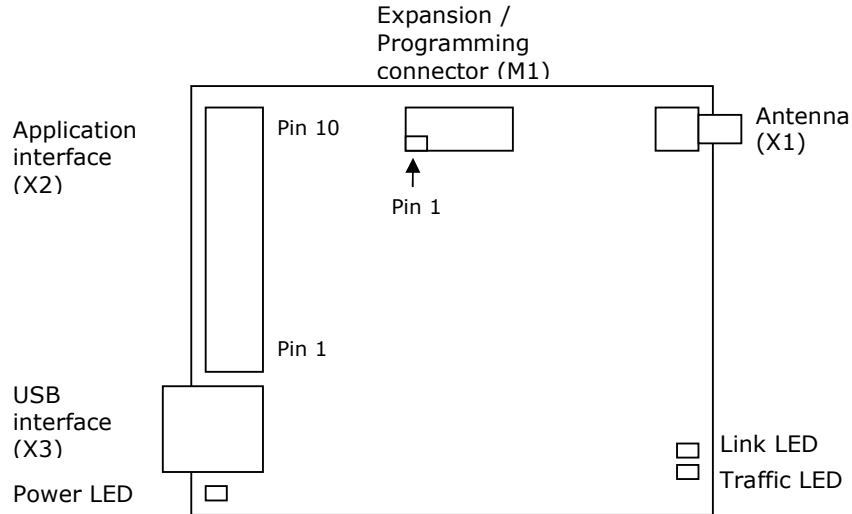 Expansion /
Programming
connector (M1)
Application
interface
(X2)
Pin 10
Antenna
(X1)
Pin 1
Pin 1
USB
interface
(X3)
Link LED
Traffic LED
Power LED